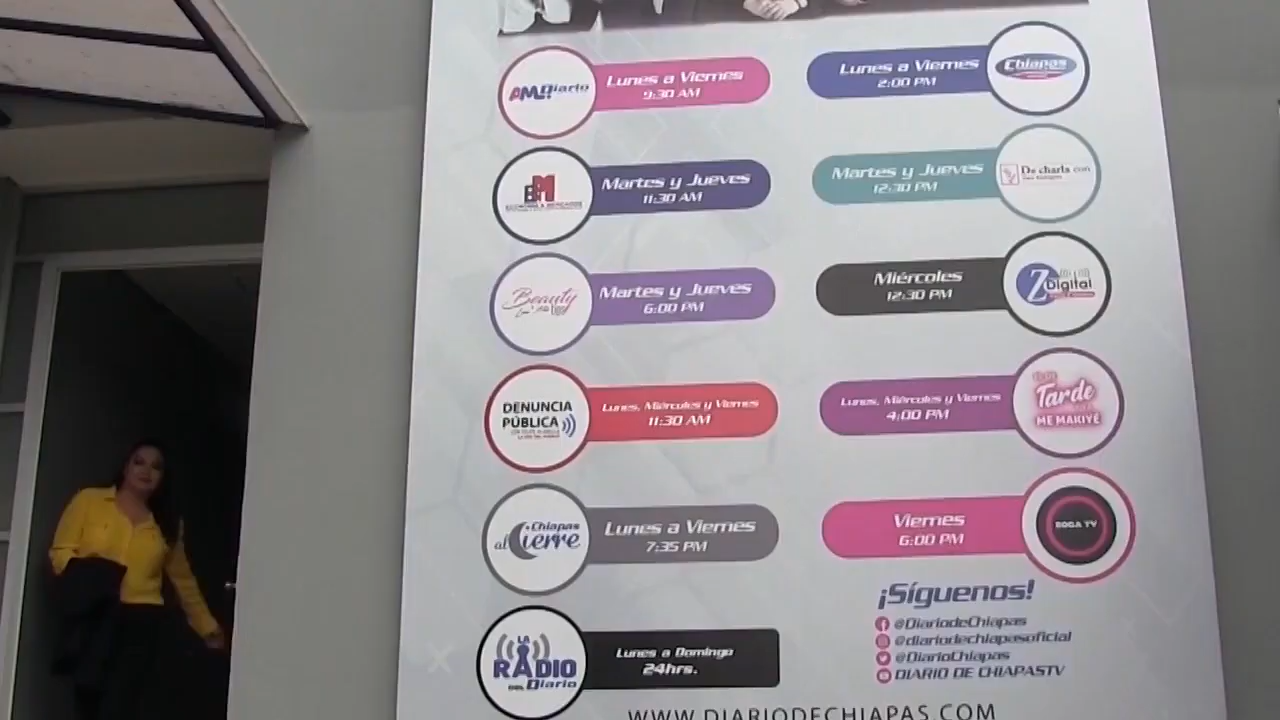 AM! Diario
Lunes a Viernes
9:30 AM
E&M
ECONOMÍA & MERCADOS
Martes y Jueves
11:30 AM
Beauty
Martes y Jueves
6:00 PM
DENUNCIA
PÚBLICA
Lunes, Miércoles y Viernes
11:30 AM
Chiapas
al Cierre
Lunes a Viernes
7:35 PM
LA
RADIO
DEL Diario
Lunes a Domingo
24hrs.
Lunes a Viernes
2:00 PM
Chiapas
Martes y Jueves
12:30 PM
De charla con
Miércoles
12:30 PM
Z Digital
Lunes, Miércoles y Viernes
4:00 PM
Tarde
ME MAKIYÉ
Viernes
6:00 PM
BOGA TV
¡Síguenos!
@DiariodeChiapas
@diariodechiapasoficial
@DiarioChiapas
DIARIO DE CHIAPASTV
WWW.DIARIODECHIAPAS.COM